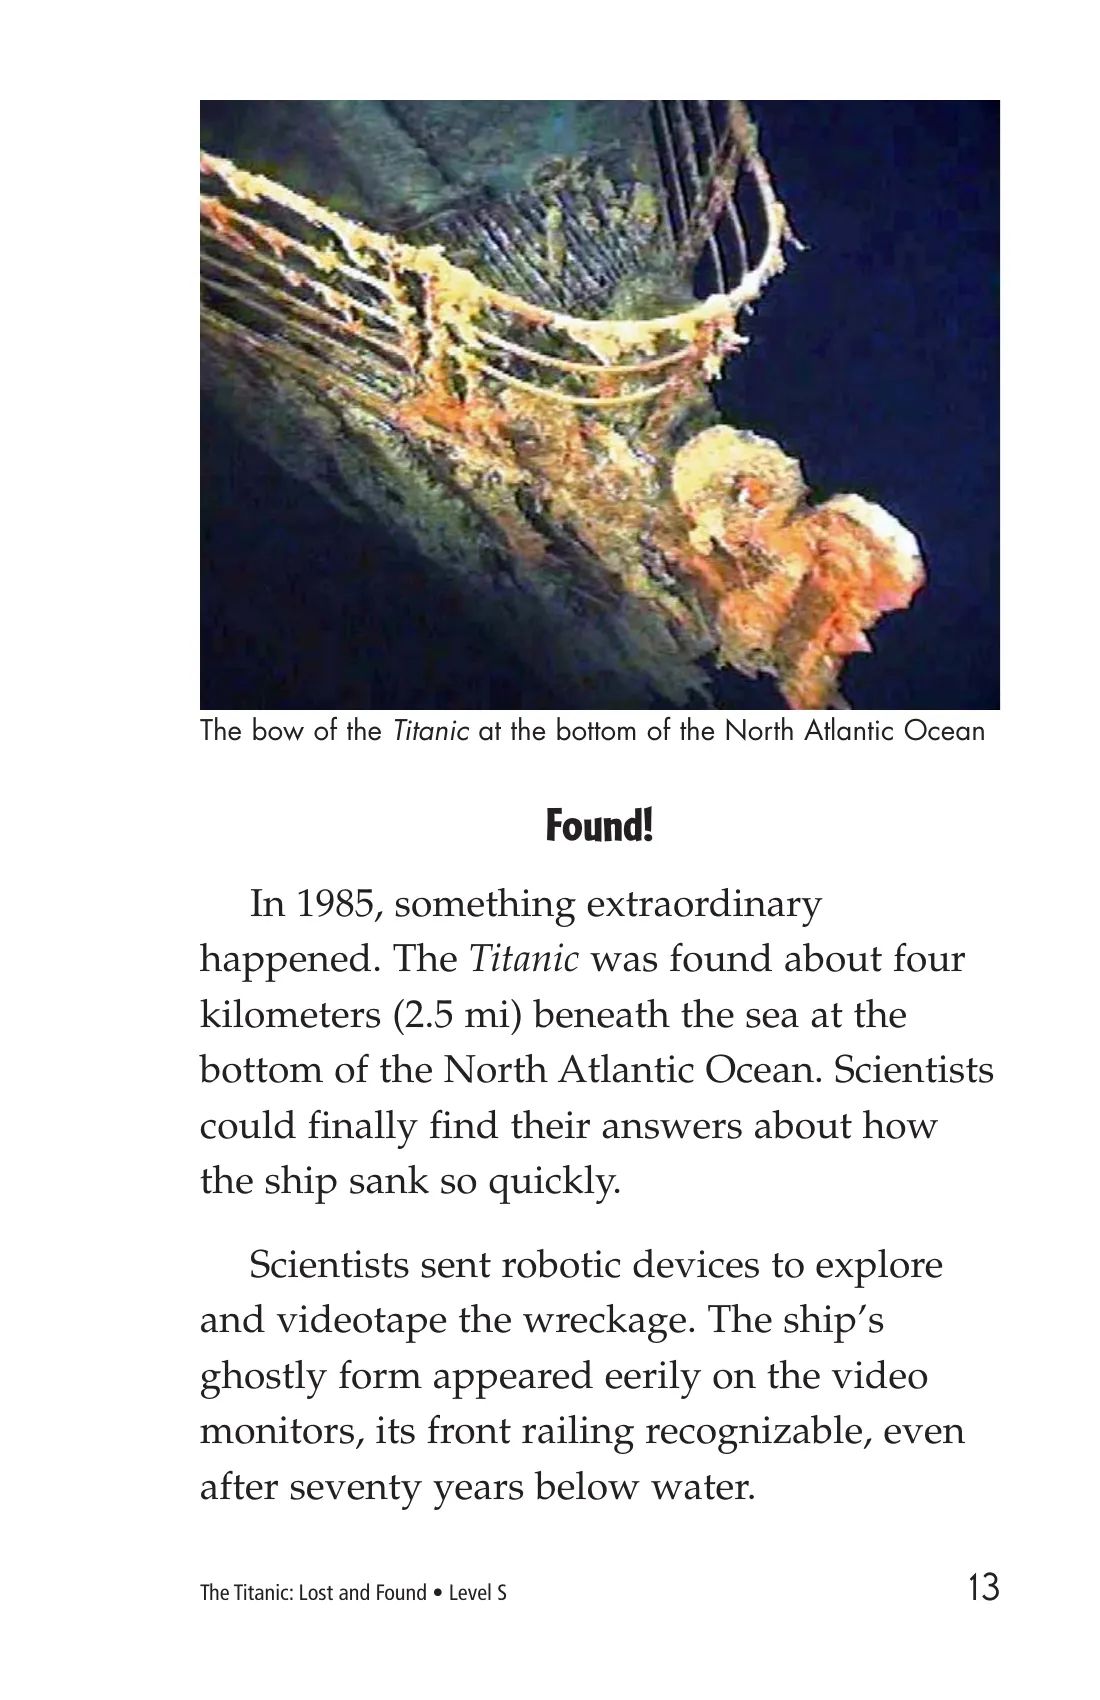 The bow of the Titanic at the bottom of the North Atlantic Ocean
Found!
In 1985, something extraordinary
happened. The Titanic was found about four
kilometers (2.5 mi) beneath the sea at the
bottom of the North Atlantic Ocean. Scientists
could finally find their answers about how
the ship sank so quickly.
Scientists sent robotic devices to explore
and videotape the wreckage. The ship’s
ghostly form appeared eerily on the video
monitors, its front railing recognizable, even
after seventy years below water.
The Titanic: Lost and Found • Level S
13